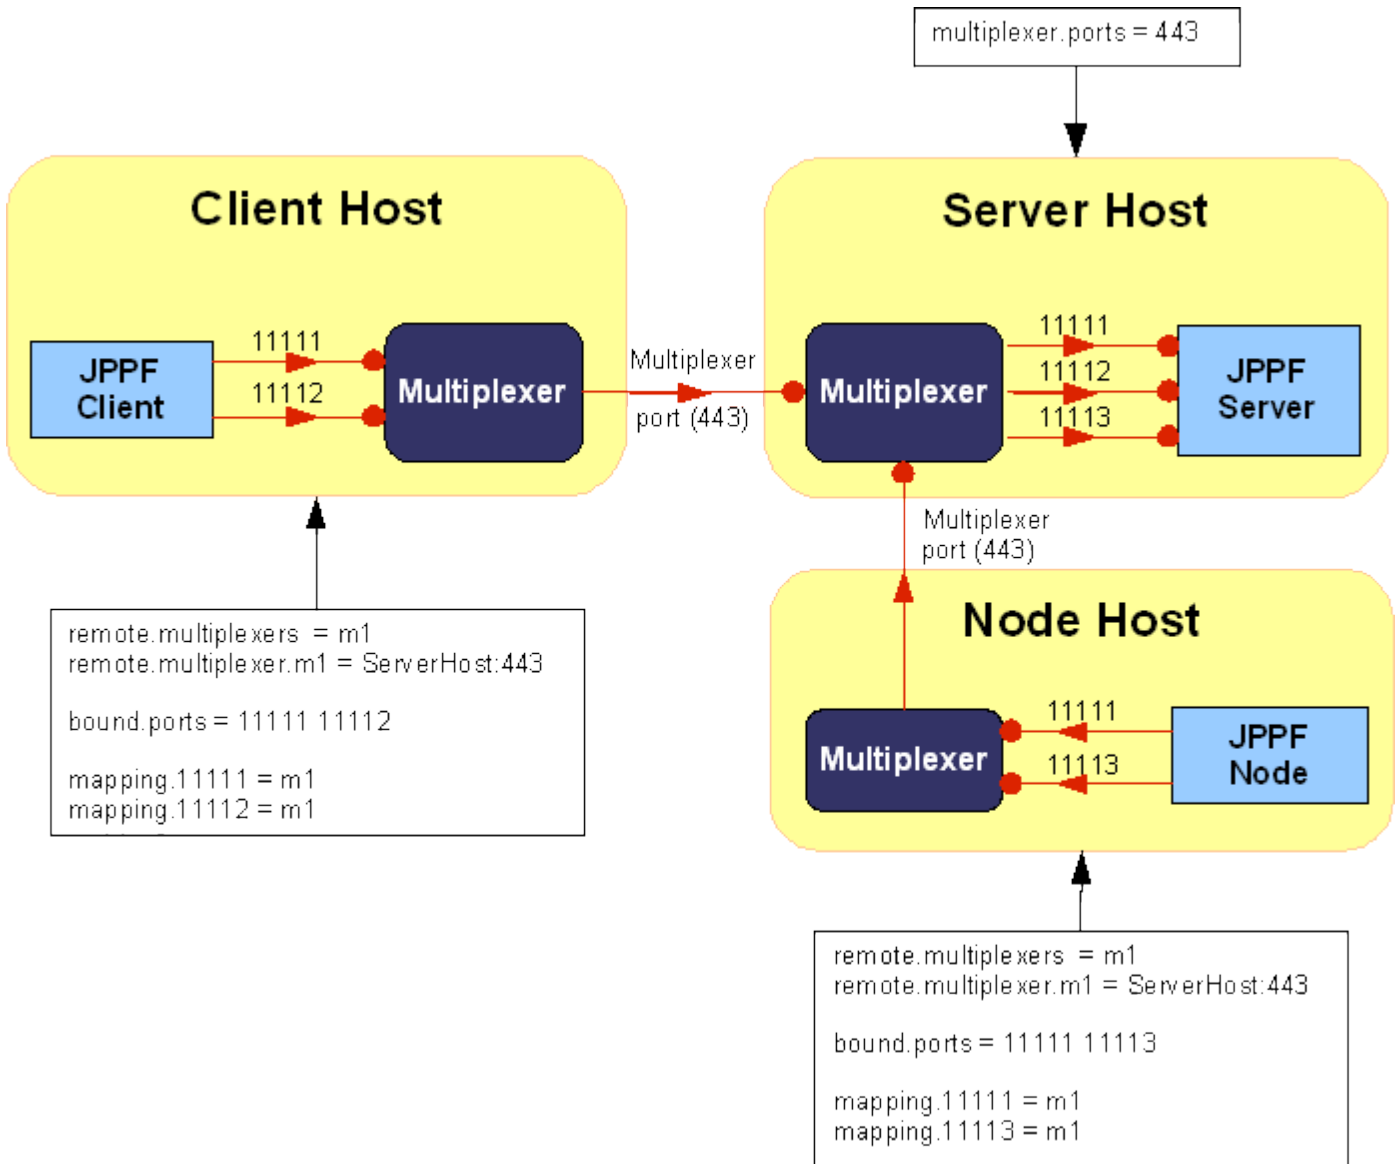 multiplexer.ports = 443
Client Host
Server Host
11111
11112
JPPF
Client
Multiplexer
Multiplexer
port (443)
Multiplexer
11111
11112
11113
JPPF
Server
Multiplexer
port (443)
Node Host
Multiplexer
11111
11113
JPPF
Node
remote.multiplexers = m1
remote.multiplexer.m1 = ServerHost:443
bound.ports = 11111 11112
mapping.11111 = m1
mapping.11112 = m1
remote.multiplexers = m1
remote.multiplexer.m1 = ServerHost:443
bound.ports = 11111 11113
mapping.11111 = m1
mapping.11113 = m1